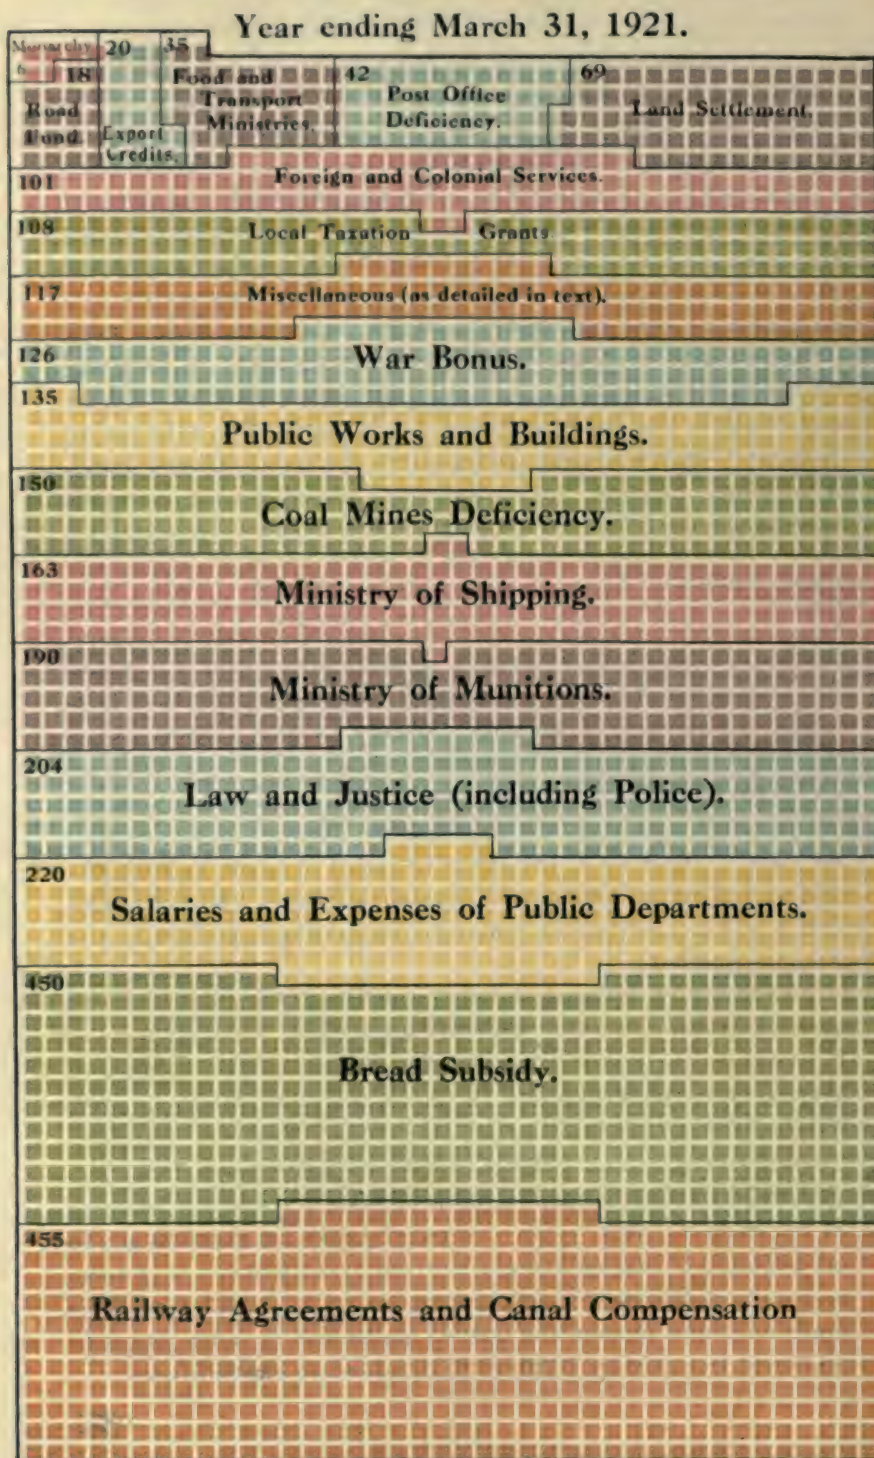 Year ending March 31, 1921.
Monarchy
6
18
Road
Fund.
20
Export
Credits.
35
Food and
Transport
Ministries.
42
Post Office
Deficiency.
69
Land Settlement.
101
Foreign and Colonial Services.
108
Local Taxation Grants
117
Miscellaneous (as detailed in text).
126
War Bonus.
135
Public Works and Buildings.
150
Coal Mines Deficiency.
163
Ministry of Shipping.
190
Ministry of Munitions.
204
Law and Justice (including Police).
220
Salaries and Expenses of Public Departments.
450
Bread Subsidy.
455
Railway Agreements and Canal Compensation